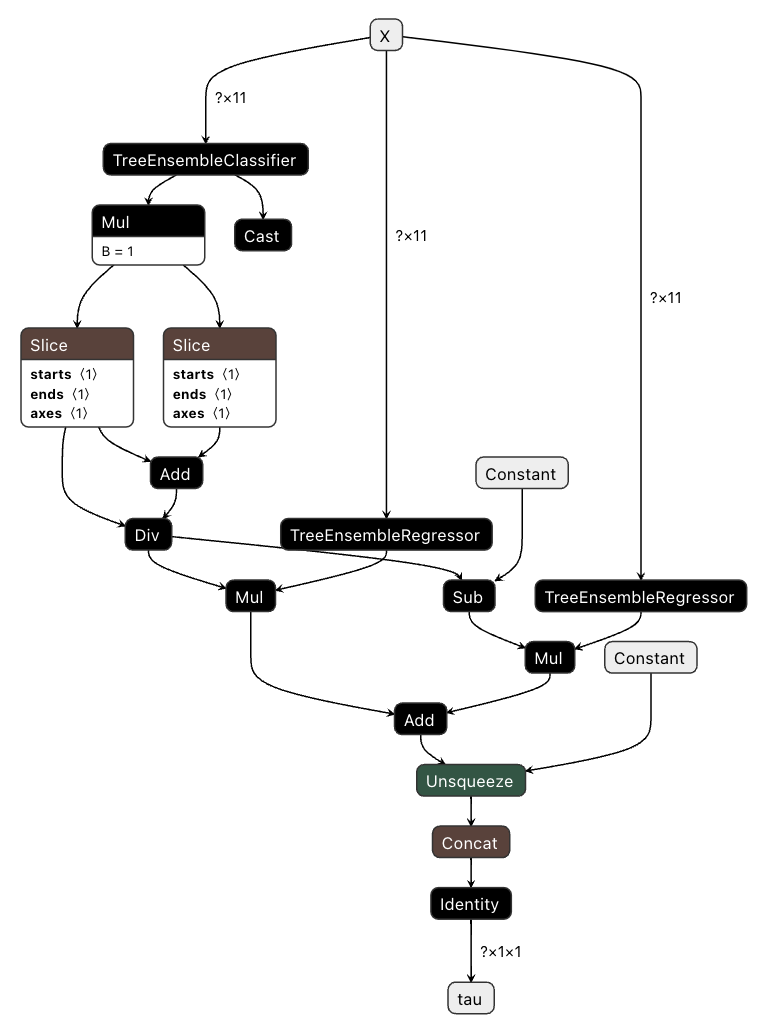 X
?×11
TreeEnsembleClassifier
Mul
B = 1
Cast
?×11
?×11
Slice
starts ⟨1⟩
ends ⟨1⟩
axes ⟨1⟩
Slice
starts ⟨1⟩
ends ⟨1⟩
axes ⟨1⟩
Add
Constant
Div
TreeEnsembleRegressor
Mul
Sub
TreeEnsembleRegressor
Mul
Constant
Add
Unsqueeze
Concat
Identity
?×1×1
tau